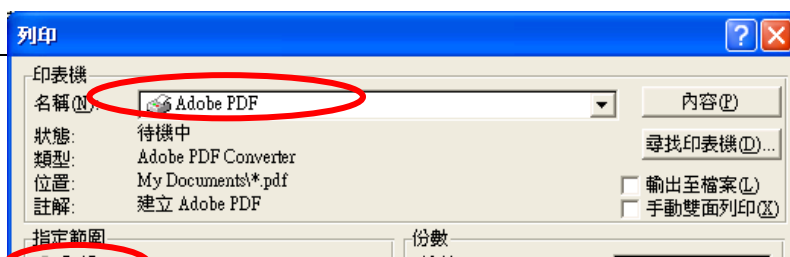 列印
印表機
名稱(N): Adobe PDF 內容(P)
狀態: 待機中
類型: Adobe PDF Converter 尋找印表機(D)...
位置: My Documents\*.pdf 輸出至檔案(L)
註解: 建立 Adobe PDF 手動雙面列印(X)
指定範圍 份數